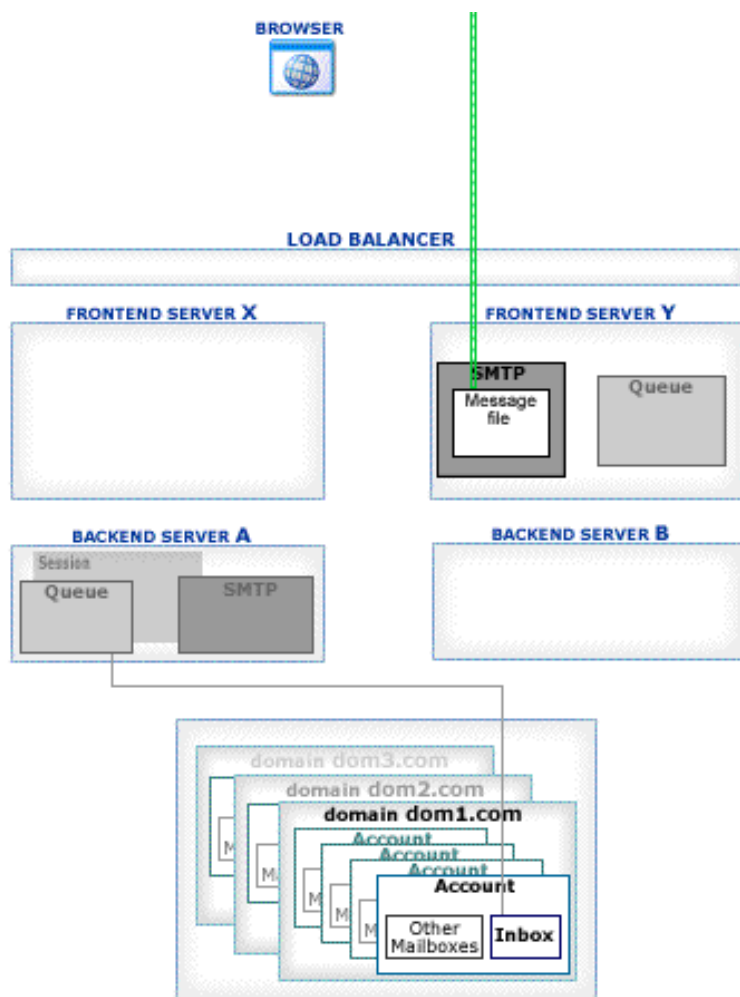 BROWSER
LOAD BALANCER
FRONTEND SERVER X
FRONTEND SERVER Y
SMTP
Message
file
Queue
BACKEND SERVER A
BACKEND SERVER B
Session
Queue
SMTP
domain dom3.com
domain dom2.com
domain dom1.com
Account
Account
Account
Account
M
Ma
M
M
M
Other
Mailboxes
Inbox